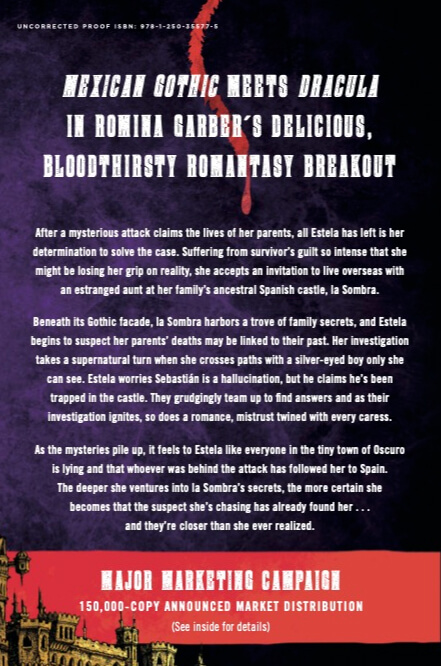 UNCORRECTED PROOF ISBN: 978-1-250-35577-5
MEXICAN GOTHIC MEETS DRACULA
IN ROMINA GARBER´S DELICIOUS,
BLOODTHIRSTY ROMANTASY BREAKOUT
After a mysterious attack claims the lives of her parents, all Estela has left is her
determination to solve the case. Suffering from survivor's guilt so intense that she
might be losing her grip on reality, she accepts an invitation to live overseas with
an estranged aunt at her family's ancestral Spanish castle, la Sombra.
Beneath its Gothic facade, la Sombra harbors a trove of family secrets, and Estela
begins to suspect her parents' deaths may be linked to their past. Her investigation
takes a supernatural turn when she crosses paths with a silver-eyed boy only she
can see. Estela worries Sebastián is a hallucination, but he claims he's been
trapped in the castle. They grudgingly team up to find answers and as their
investigation ignites, so does a romance, mistrust twined with every caress.
As the mysteries pile up, it feels to Estela like everyone in the tiny town of Oscuro
is lying and that whoever was behind the attack has followed her to Spain.
The deeper she ventures into la Sombra's secrets, the more certain she
becomes that the suspect she's chasing has already found her . . .
and they're closer than she ever realized.
MAJOR MARKETING CAMPAIGN
150,000-COPY ANNOUNCED MARKET DISTRIBUTION
(See inside for details)